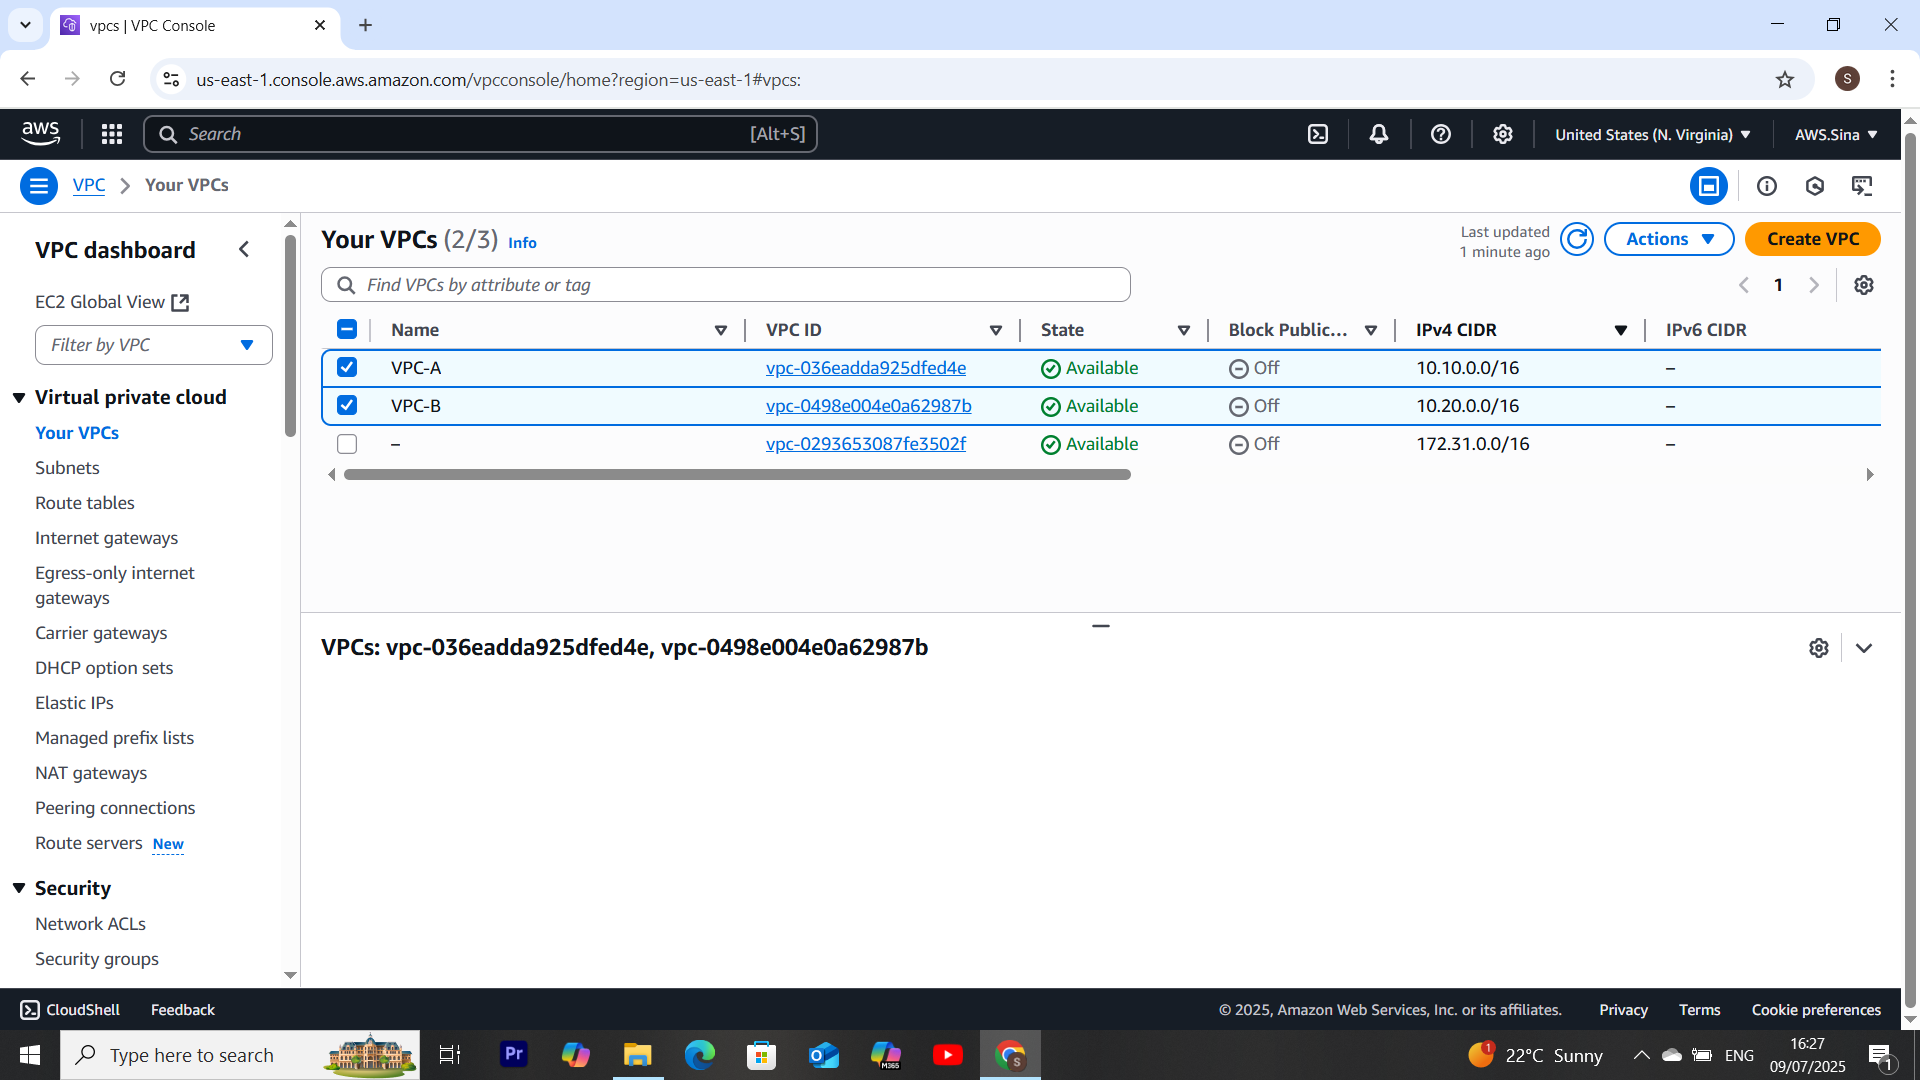 vpcs | VPC Console
us-east-1.console.aws.amazon.com/vpcconsole/home?region=us-east-1#vpcs:
S
aws
Search
[Alt+S]
United States (N. Virginia)
AWS.Sina
VPC
Your VPCs
VPC dashboard
EC2 Global View
Filter by VPC
Virtual private cloud
Your VPCs
Subnets
Route tables
Internet gateways
Egress-only internet
gateways
Carrier gateways
DHCP option sets
Elastic IPs
Managed prefix lists
NAT gateways
Peering connections
Route servers New
Security
Network ACLs
Security groups
Your VPCs (2/3) Info
Last updated
1 minute ago
Actions
Create VPC
Find VPCs by attribute or tag
1
Name VPC ID State Block Public... IPv4 CIDR IPv6 CIDR
VPC-A vpc-036eadda925dfed4e Available Off 10.10.0.0/16 –
VPC-B vpc-0498e004e0a62987b Available Off 10.20.0.0/16 –
– vpc-0293653087fe3502f Available Off 172.31.0.0/16 –
VPCs: vpc-036eadda925dfed4e, vpc-0498e004e0a62987b
CloudShell Feedback
© 2025, Amazon Web Services, Inc. or its affiliates. Privacy Terms Cookie preferences
Type here to search
Pr
M365
S
1
22°C Sunny
ENG
16:27
09/07/2025
1